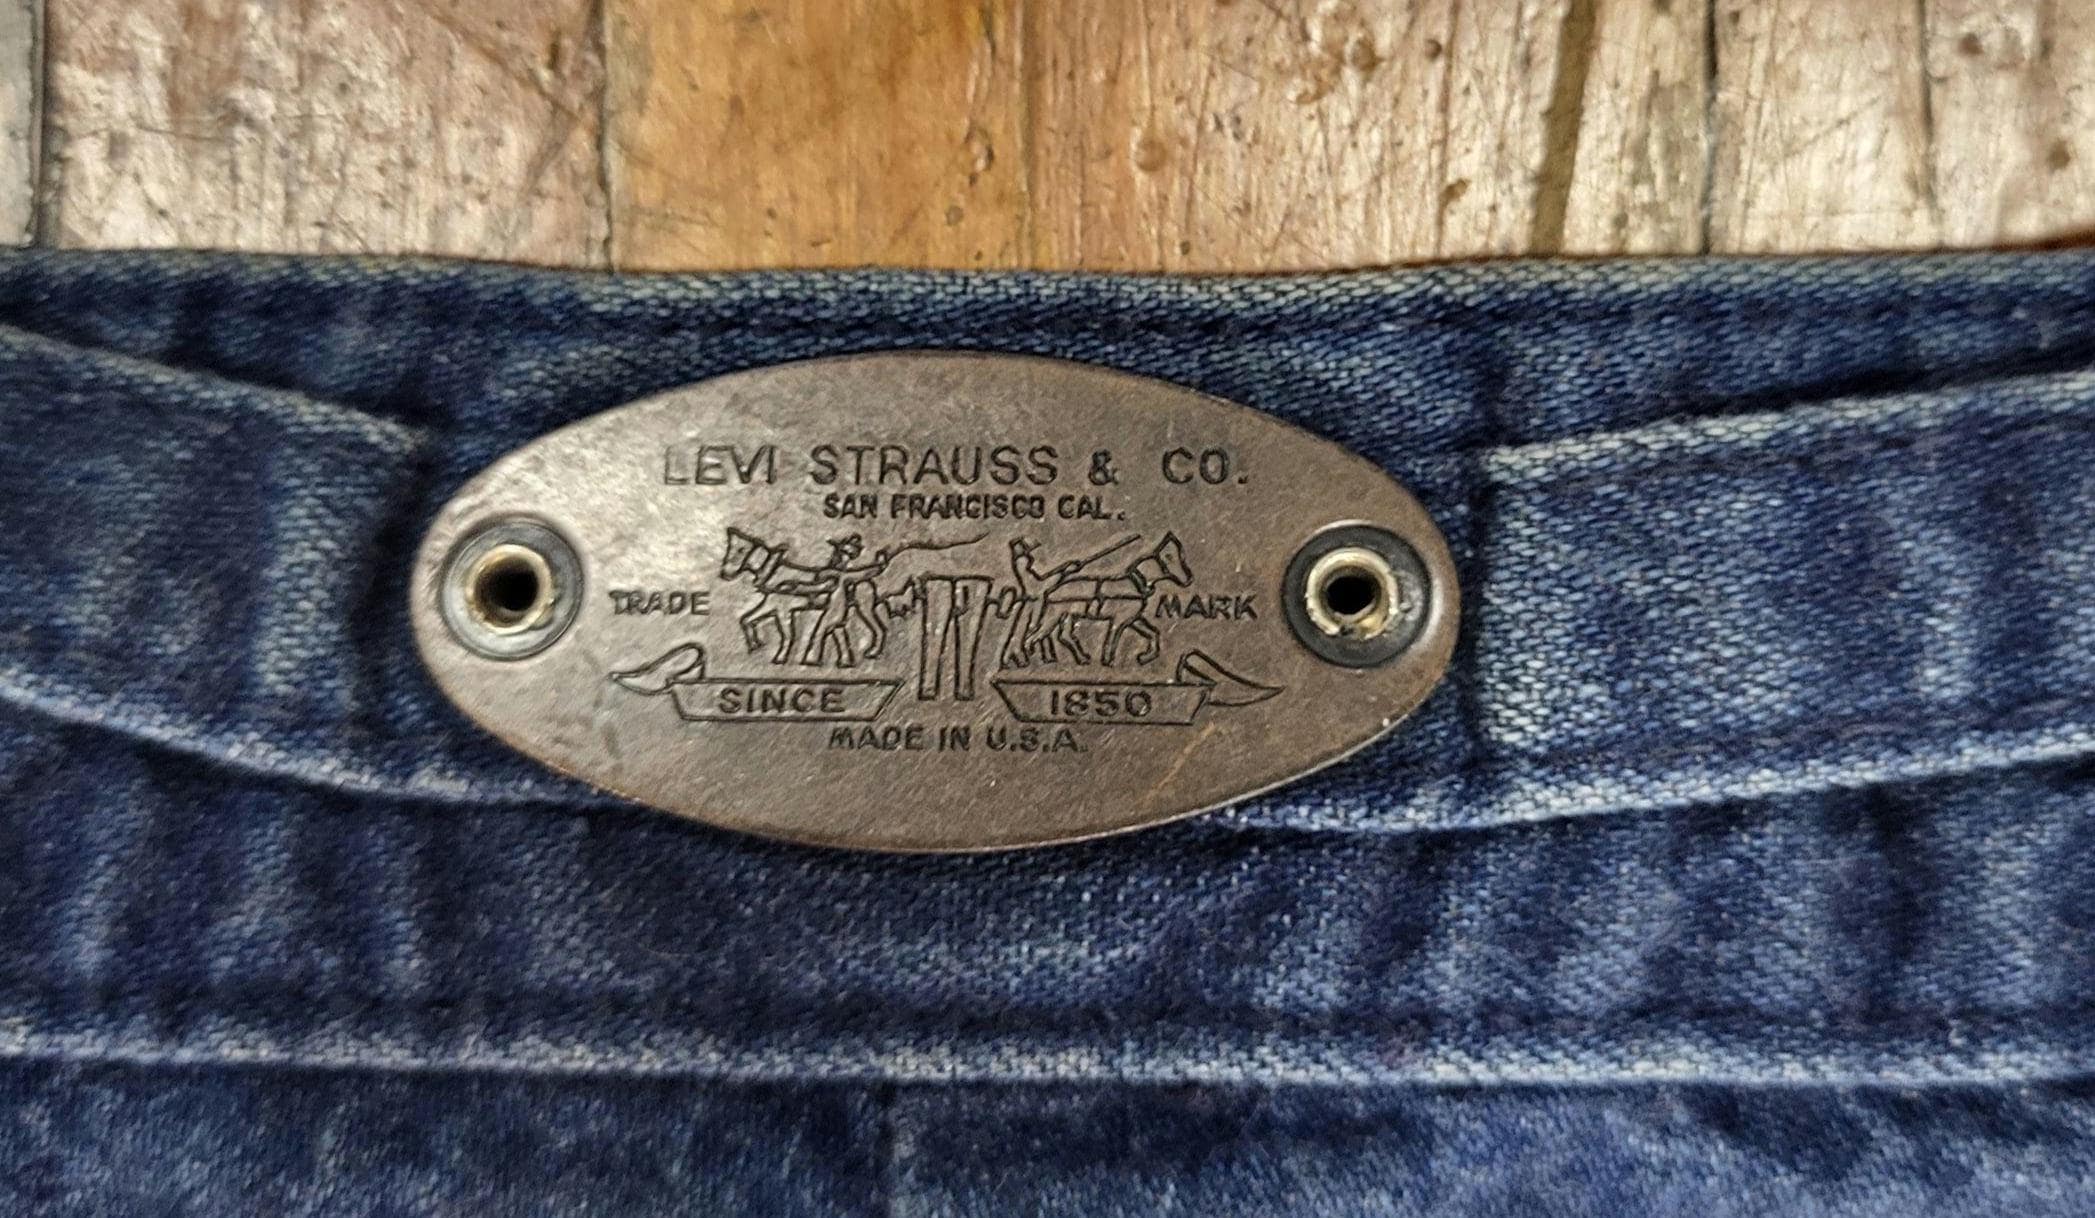 LEVI STRAUSS & CO.
SAN FRANCISCO CAL.
TRADE MARK
SINCE 1850
MADE IN U.S.A.